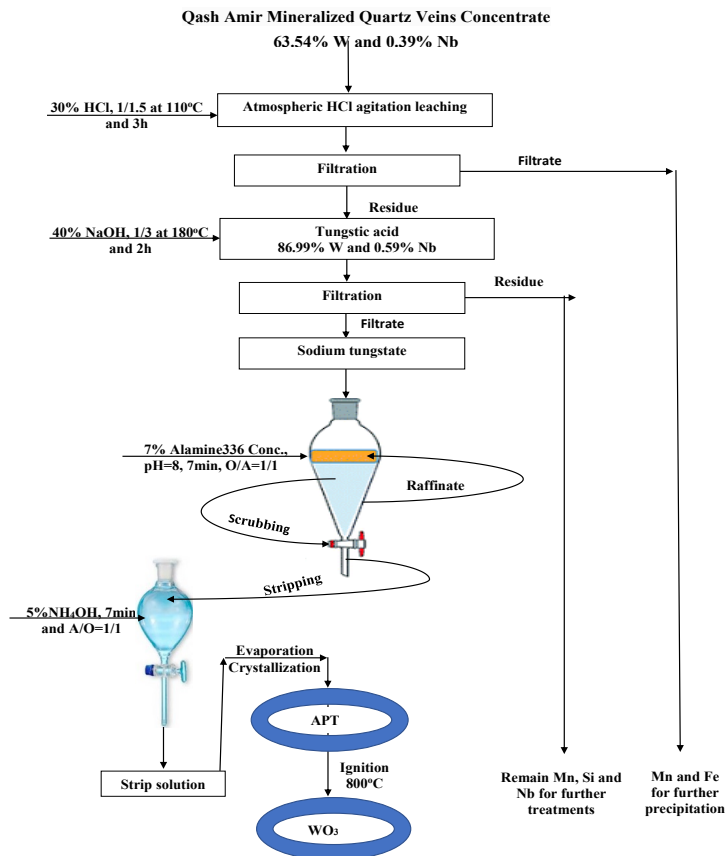 Qash Amir Mineralized Quartz Veins Concentrate
63.54% W and 0.39% Nb
30% HCl, 1/1.5 at 110ºC
and 3h
Atmospheric HCl agitation leaching
Filtration
Filtrate
Residue
40% NaOH, 1/3 at 180ºC
and 2h
Tungstic acid
86.99% W and 0.59% Nb
Filtration
Residue
Filtrate
Sodium tungstate
7% Alamine336 Conc.,
pH=8, 7min, O/A=1/1
Raffinate
Scrubbing
Stripping
5%NH₄OH, 7min
and A/O=1/1
Evaporation
Crystallization
APT
Strip solution
Ignition
800ºC
WO₃
Remain Mn, Si and
Nb for further
treatments
Mn and Fe
for further
precipitation